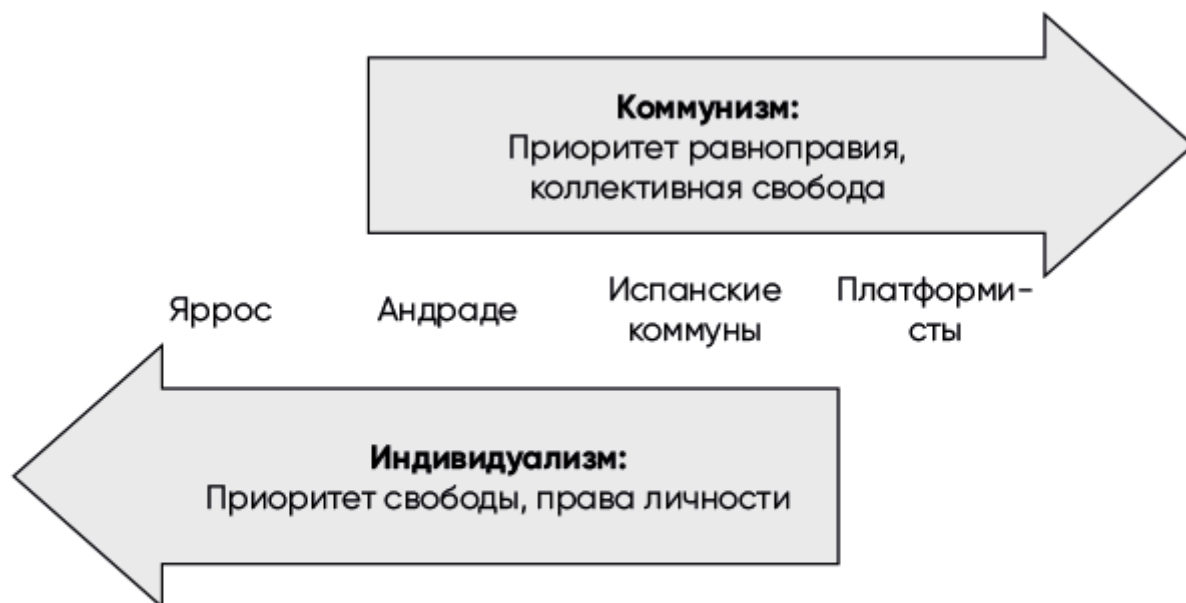 Коммунизм:
Приоритет равноправия,
коллективная свобода
Яррос
Андраде
Испанские
коммуны
Платформи-
сты
Индивидуализм:
Приоритет свободы, права личности